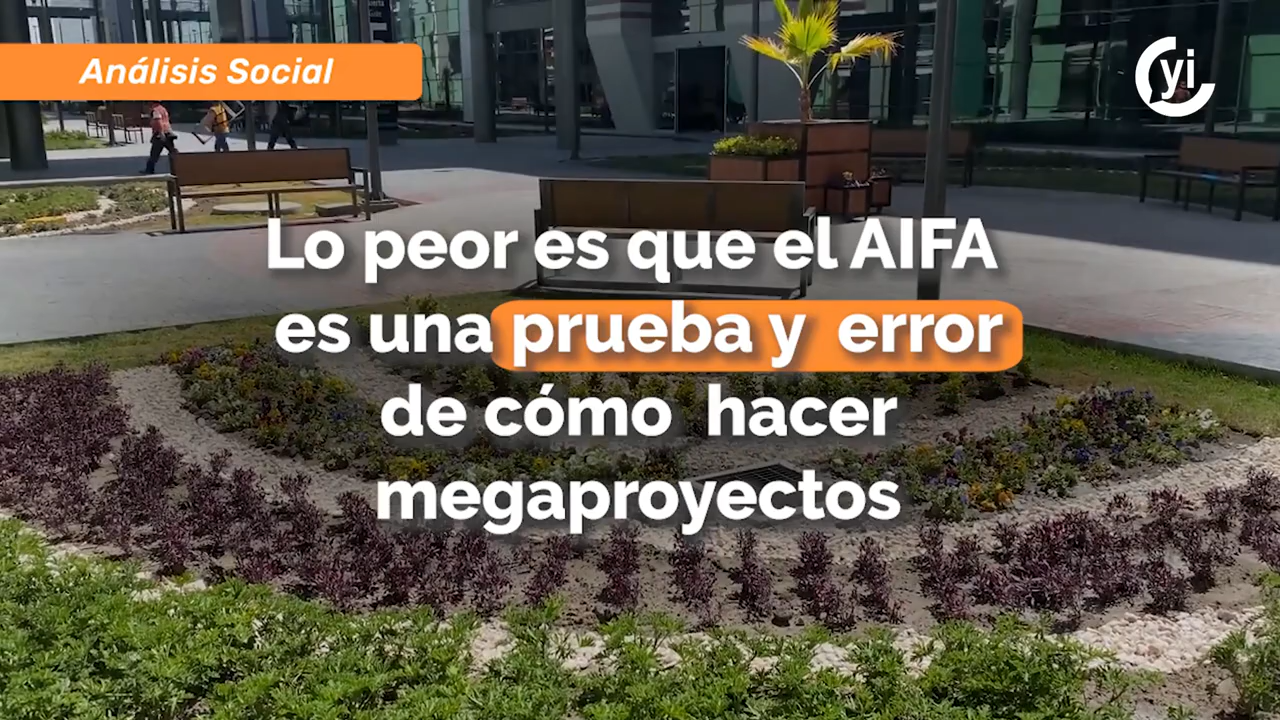 Análisis Social
yi
Lo peor es que el AIFA
es una prueba y error
de cómo hacer
megaproyectos